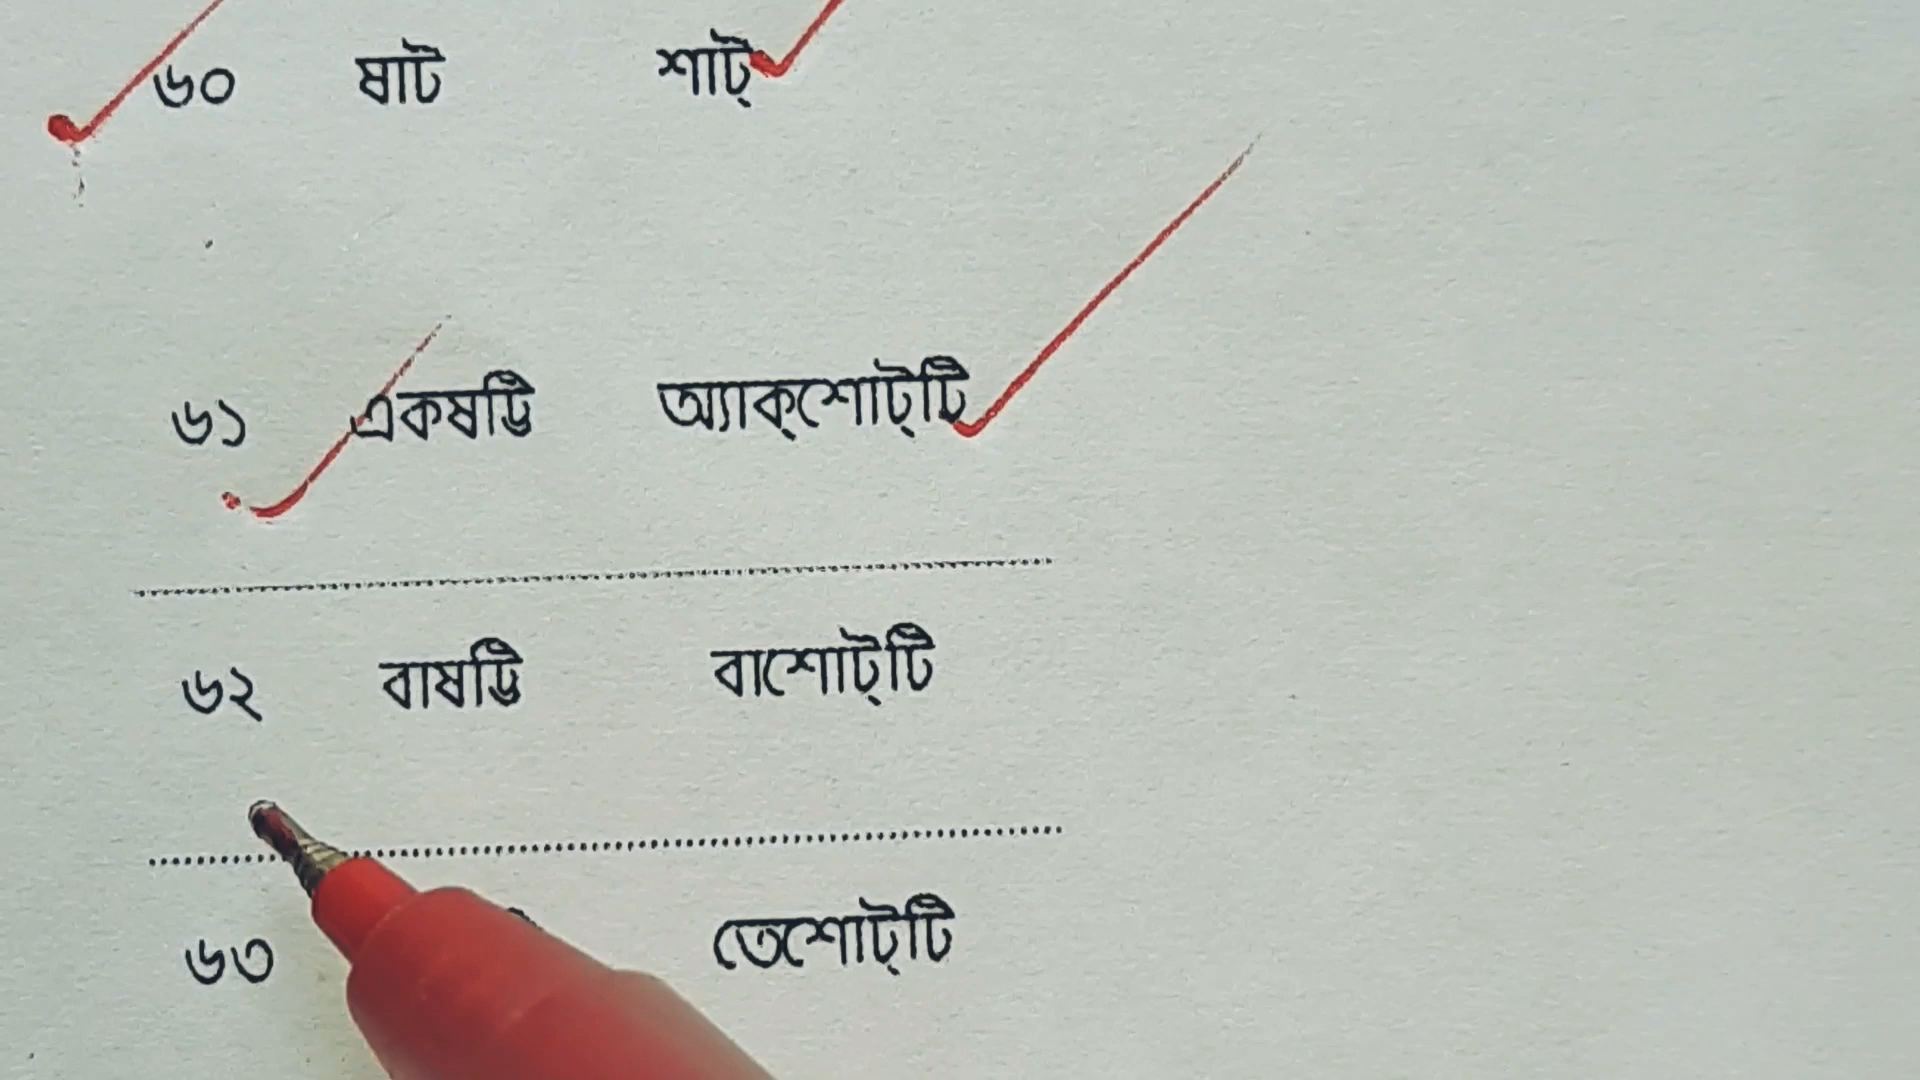 ৬০ ষাট শাট্
৬১ একষট্টি অ্যাক্শোট্টি
৬২ বাষট্টি বাশোট্টি
৬৩ তেশোট্টি